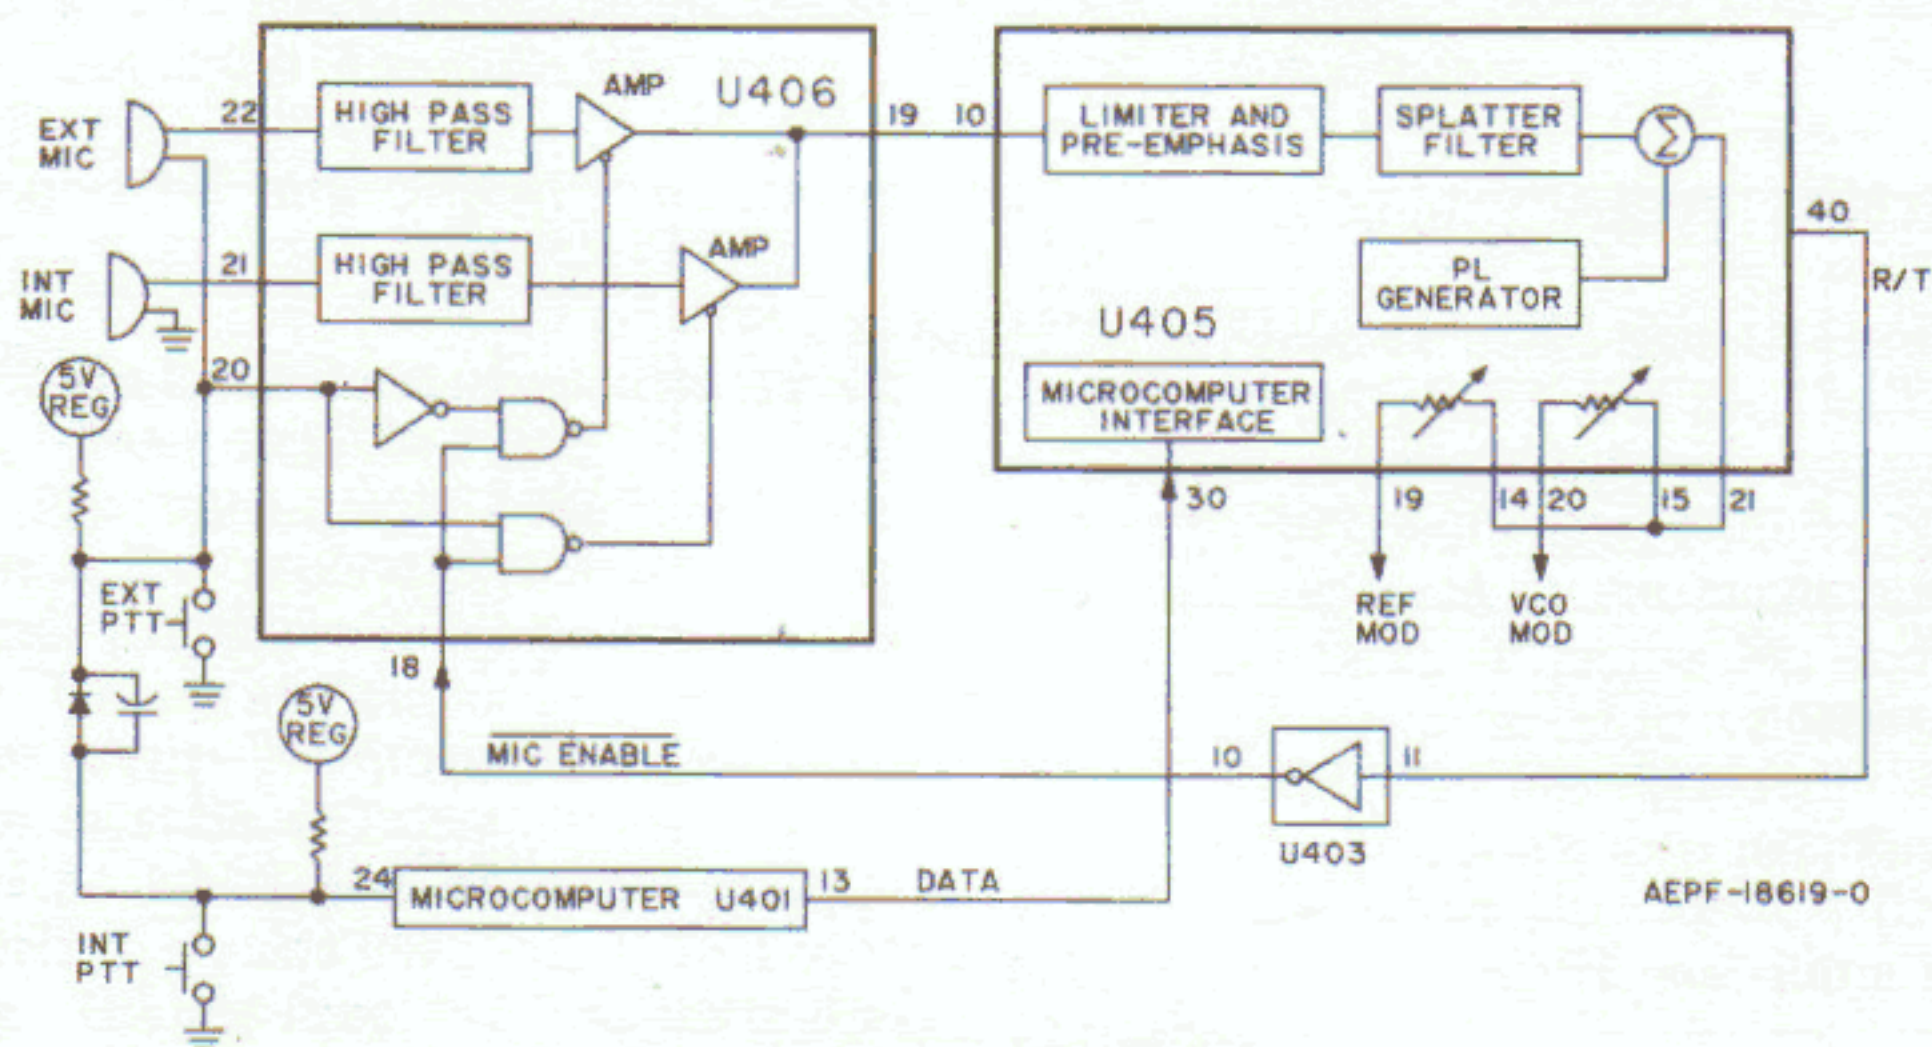 EXT
MIC
22
HIGH PASS
FILTER
AMP
U406
19
10
LIMITER AND
PRE-EMPHASIS
SPLATTER
FILTER
Σ
40
R/T
INT
MIC
21
HIGH PASS
FILTER
AMP
PL
GENERATOR
U405
5V
REG
20
MICROCOMPUTER
INTERFACE
30
19
14
20
15
21
REF
MOD
VCO
MOD
EXT
PTT
18
5V
REG
MIC ENABLE
10
11
U403
24
MICROCOMPUTER U401
13
DATA
AEPF-18619-O
INT
PTT